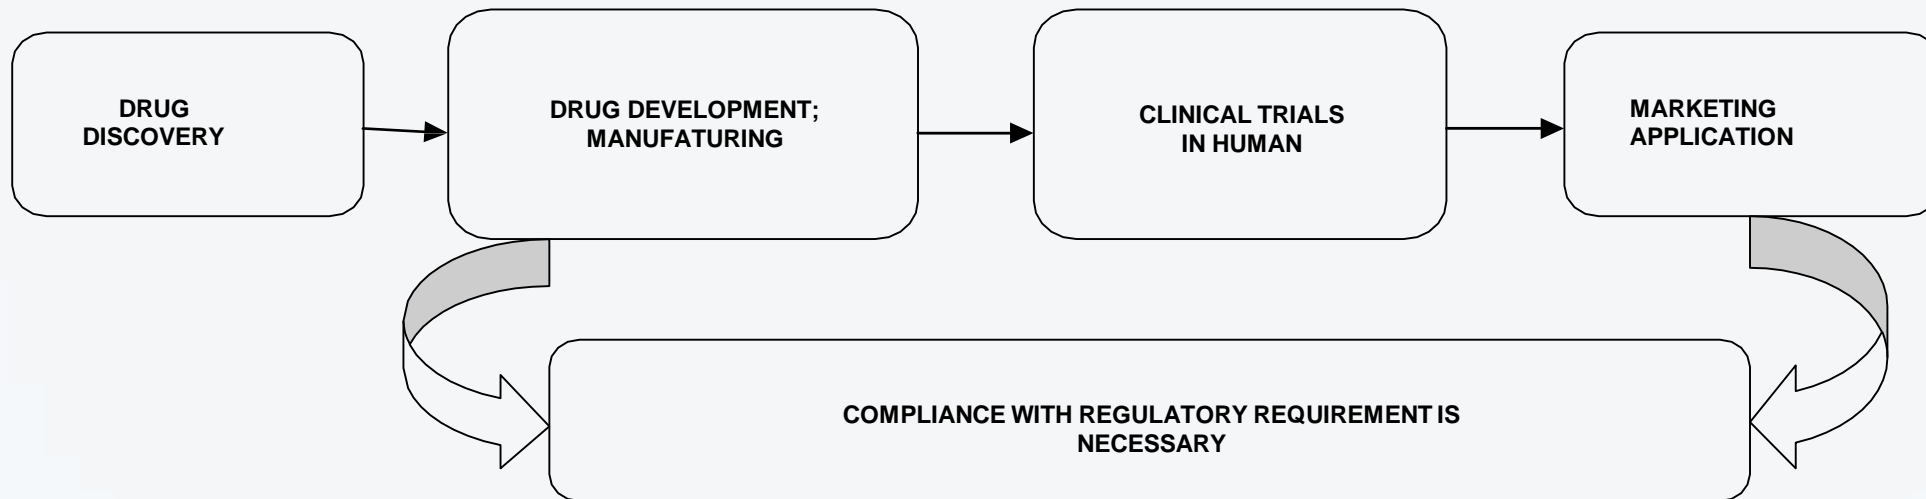 DRUG
DISCOVERY
DRUG DEVELOPMENT;
MANUFATURING
CLINICAL TRIALS
IN HUMAN
MARKETING
APPLICATION
COMPLIANCE WITH REGULATORY REQUIREMENT IS
NECESSARY